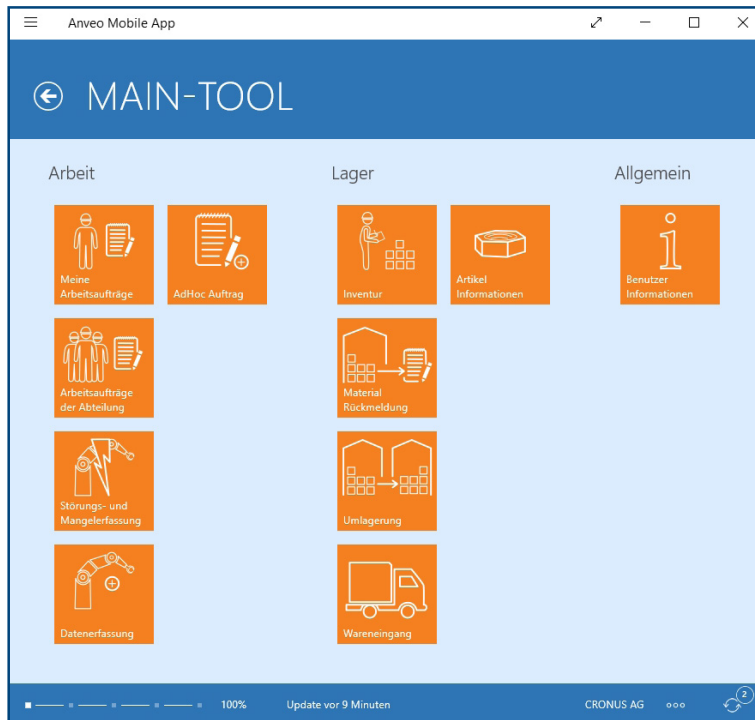 Anveo Mobile App
MAIN-TOOL
Arbeit
Meine
Arbeitsaufträge
AdHoc Auftrag
Arbeitsaufträge
der Abteilung
Störungs- und
Mangelerfassung
Datenerfassung
Lager
Inventur
Artikel
Informationen
Material
Rückmeldung
Umlagerung
Wareneingang
Allgemein
Benutzer
Informationen
100%
Update vor 9 Minuten
CRONUS AG
2